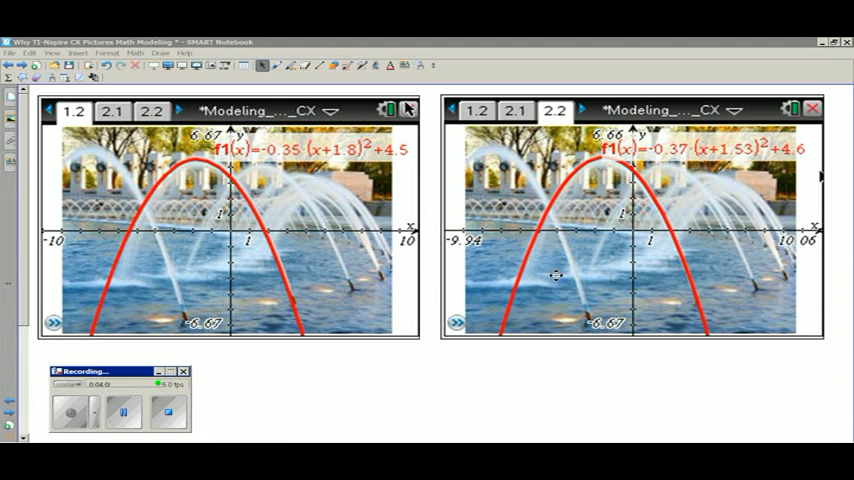 Why TI-Nspire CX Pictures Math Modeling * - SMART Notebook
File Edit View Insert Format Math Draw Help
1.2 2.1 2.2 *Modeling_..._CX
6.67 y
f1(x)=-0.35·(x+1.8)²+4.5
1
x
-10 1 10
-6.67
1.2 2.1 2.2 *Modeling_..._CX
6.66 y
f1(x)=-0.37·(x+1.53)²+4.6
1
x
-9.94 1 10.06
-6.67
Recording...
6.0 fps